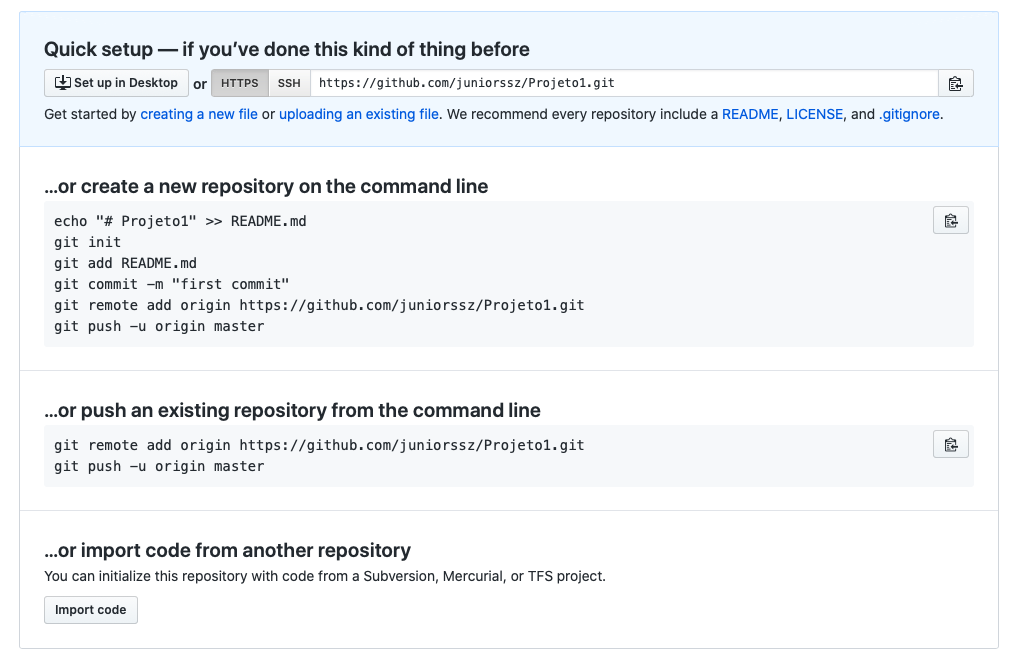 Quick setup — if you’ve done this kind of thing before
Set up in Desktop or HTTPS SSH https://github.com/juniorssz/Projeto1.git
Get started by creating a new file or uploading an existing file. We recommend every repository include a README, LICENSE, and .gitignore.
…or create a new repository on the command line
echo "# Projeto1" >> README.md
git init
git add README.md
git commit -m "first commit"
git remote add origin https://github.com/juniorssz/Projeto1.git
git push -u origin master
…or push an existing repository from the command line
git remote add origin https://github.com/juniorssz/Projeto1.git
git push -u origin master
…or import code from another repository
You can initialize this repository with code from a Subversion, Mercurial, or TFS project.
Import code